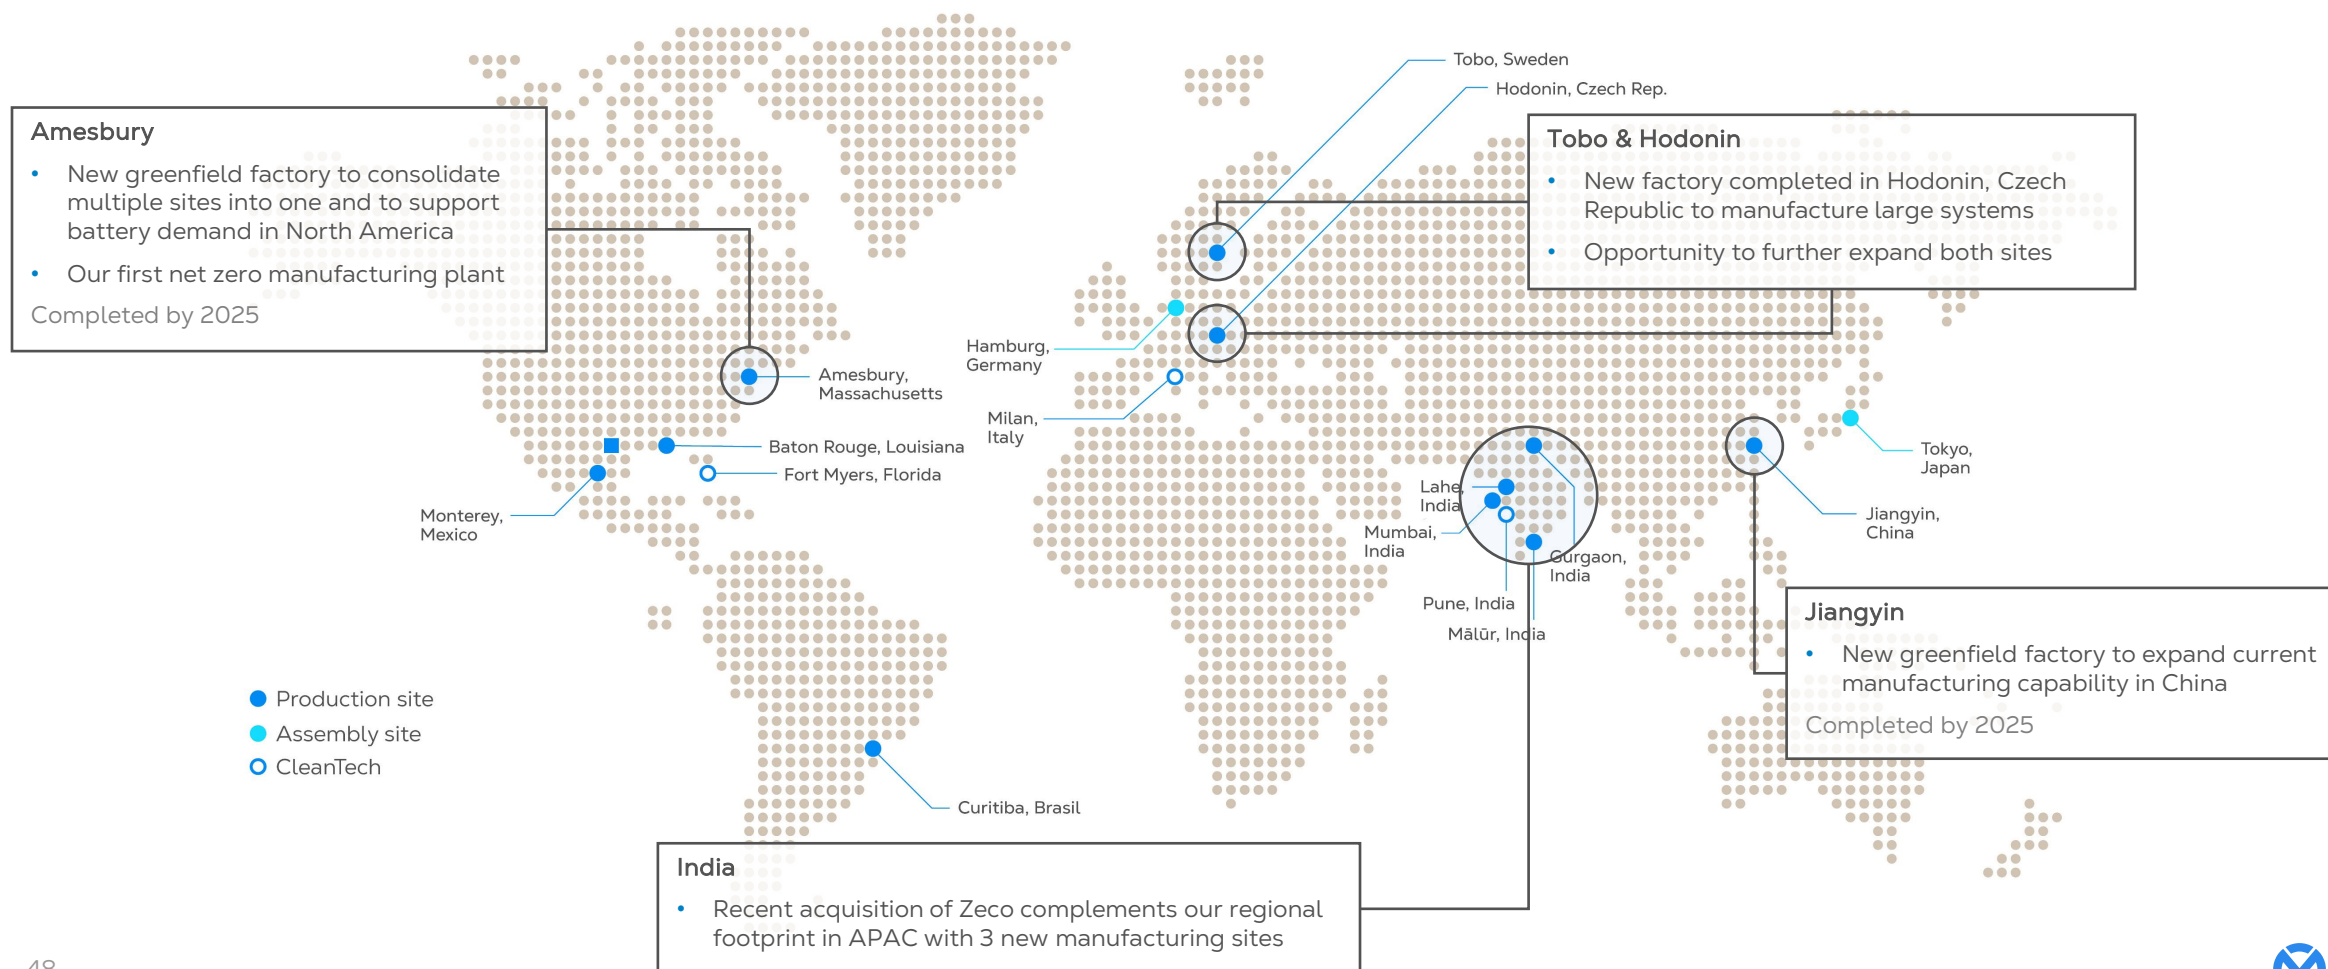 Tobo, Sweden
Hodonin, Czech Rep.
Amesbury
• New greenfield factory to consolidate
multiple sites into one and to support
battery demand in North America
• Our first net zero manufacturing plant
Completed by 2025
Tobo & Hodonin
• New factory completed in Hodonin, Czech
Republic to manufacture large systems
• Opportunity to further expand both sites
Hamburg,
Germany
Amesbury,
Massachusetts
Milan,
Italy
Baton Rouge, Louisiana
Fort Myers, Florida
Monterey,
Mexico
Tokyo,
Japan
Lahe,
India
Mumbai,
India
Gurgaon,
India
Pune, India
Mālūr, India
Jiangyin,
China
Jiangyin
• New greenfield factory to expand current
manufacturing capability in China
Completed by 2025
Production site
Assembly site
CleanTech
Curitiba, Brasil
India
• Recent acquisition of Zeco complements our regional
footprint in APAC with 3 new manufacturing sites
48